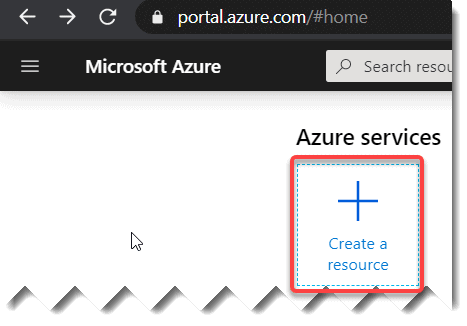 portal.azure.com/#home
Microsoft Azure
Search resou
Azure services
Create a
resource